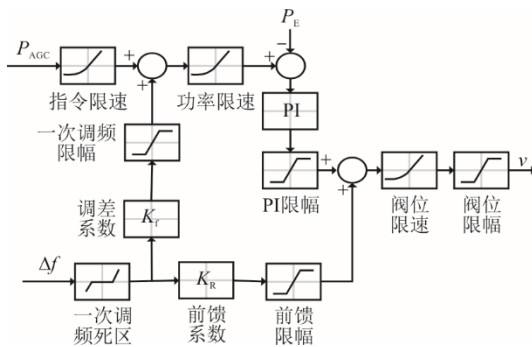 P_E
−
P_AGC
+
+
+
指令限速
功率限速
PI
一次调频
限幅
+
+
v
PI限幅
阀位
限速
阀位
限幅
调差
系数
K_f
Δf
K_R
一次调
频死区
前馈
系数
前馈
限幅